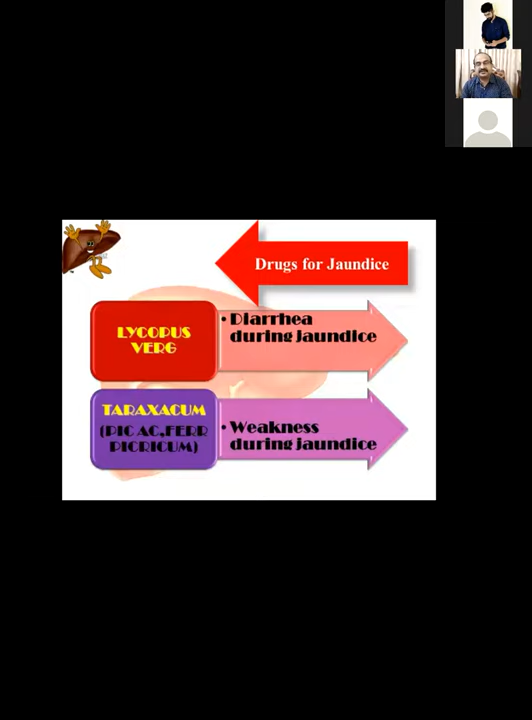 Drugs for Jaundice
LYCOPUS
VERG
• Diarrhea
during jaundice
TARAXACUM
(PIC AC,FERR
PICRICUM)
• Weakness
during jaundice